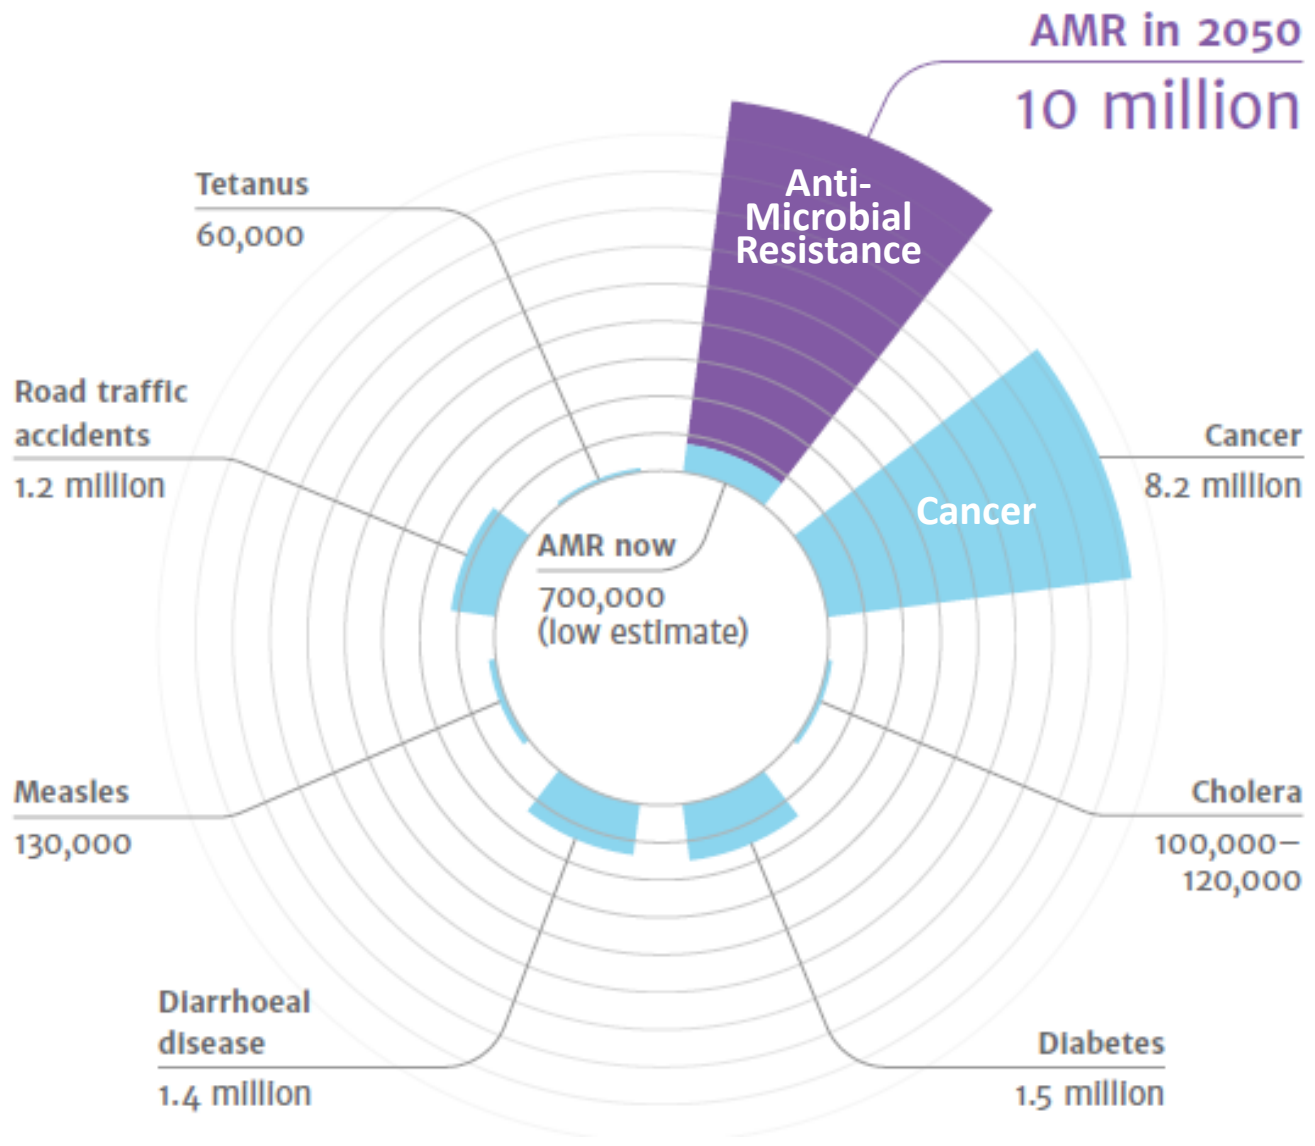 AMR in 2050
10 million
Anti-
Microbial
Resistance
Tetanus
60,000
Road traffic
accidents
1.2 million
Cancer
8.2 million
Cancer
AMR now
700,000
(low estimate)
Measles
130,000
Cholera
100,000–
120,000
Diarrhoeal
disease
1.4 million
Diabetes
1.5 million